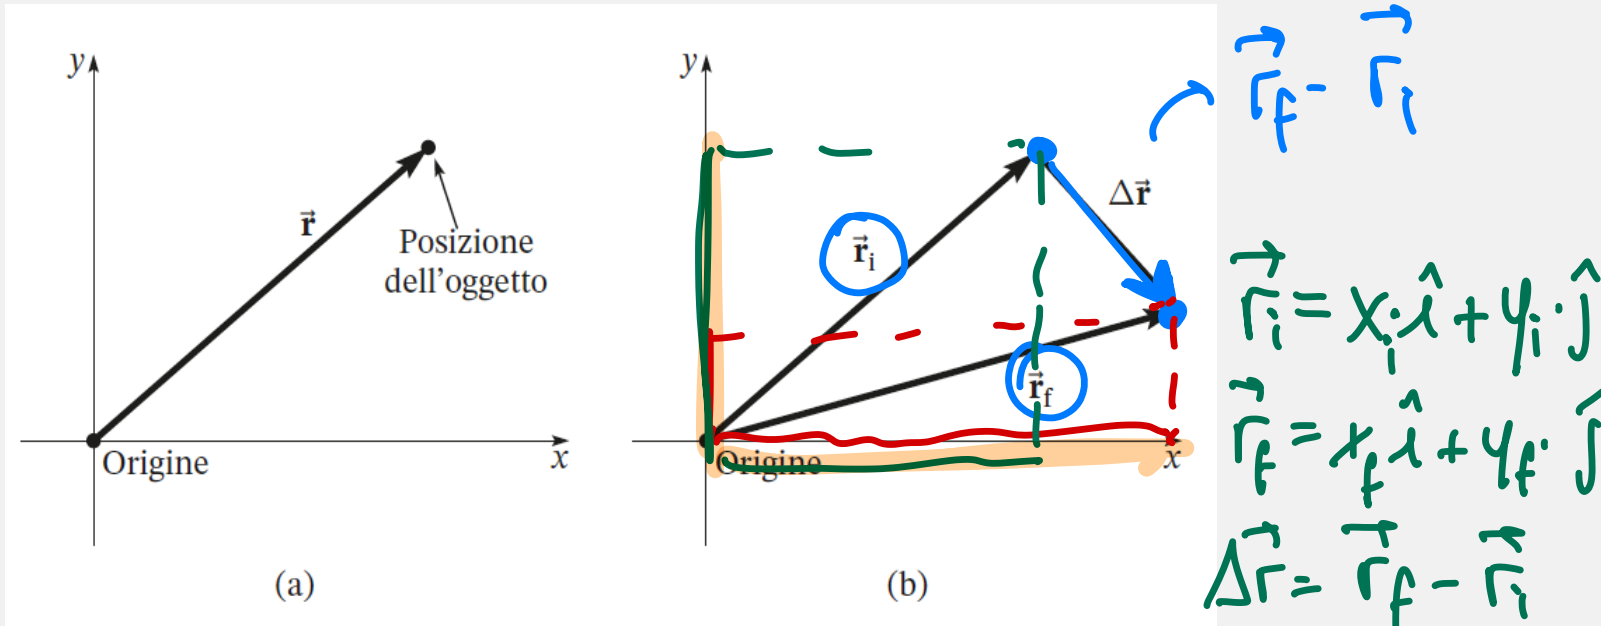 y
r⃗
Posizione
dell'oggetto
Origine
x
(a)
y
r⃗i
Δr⃗
r⃗f
Origine
x
(b)
r⃗f - r⃗i
r⃗i = xi · î + yi · ĵ
r⃗f = xf î + yf · ĵ
Δr⃗ = r⃗f - r⃗i